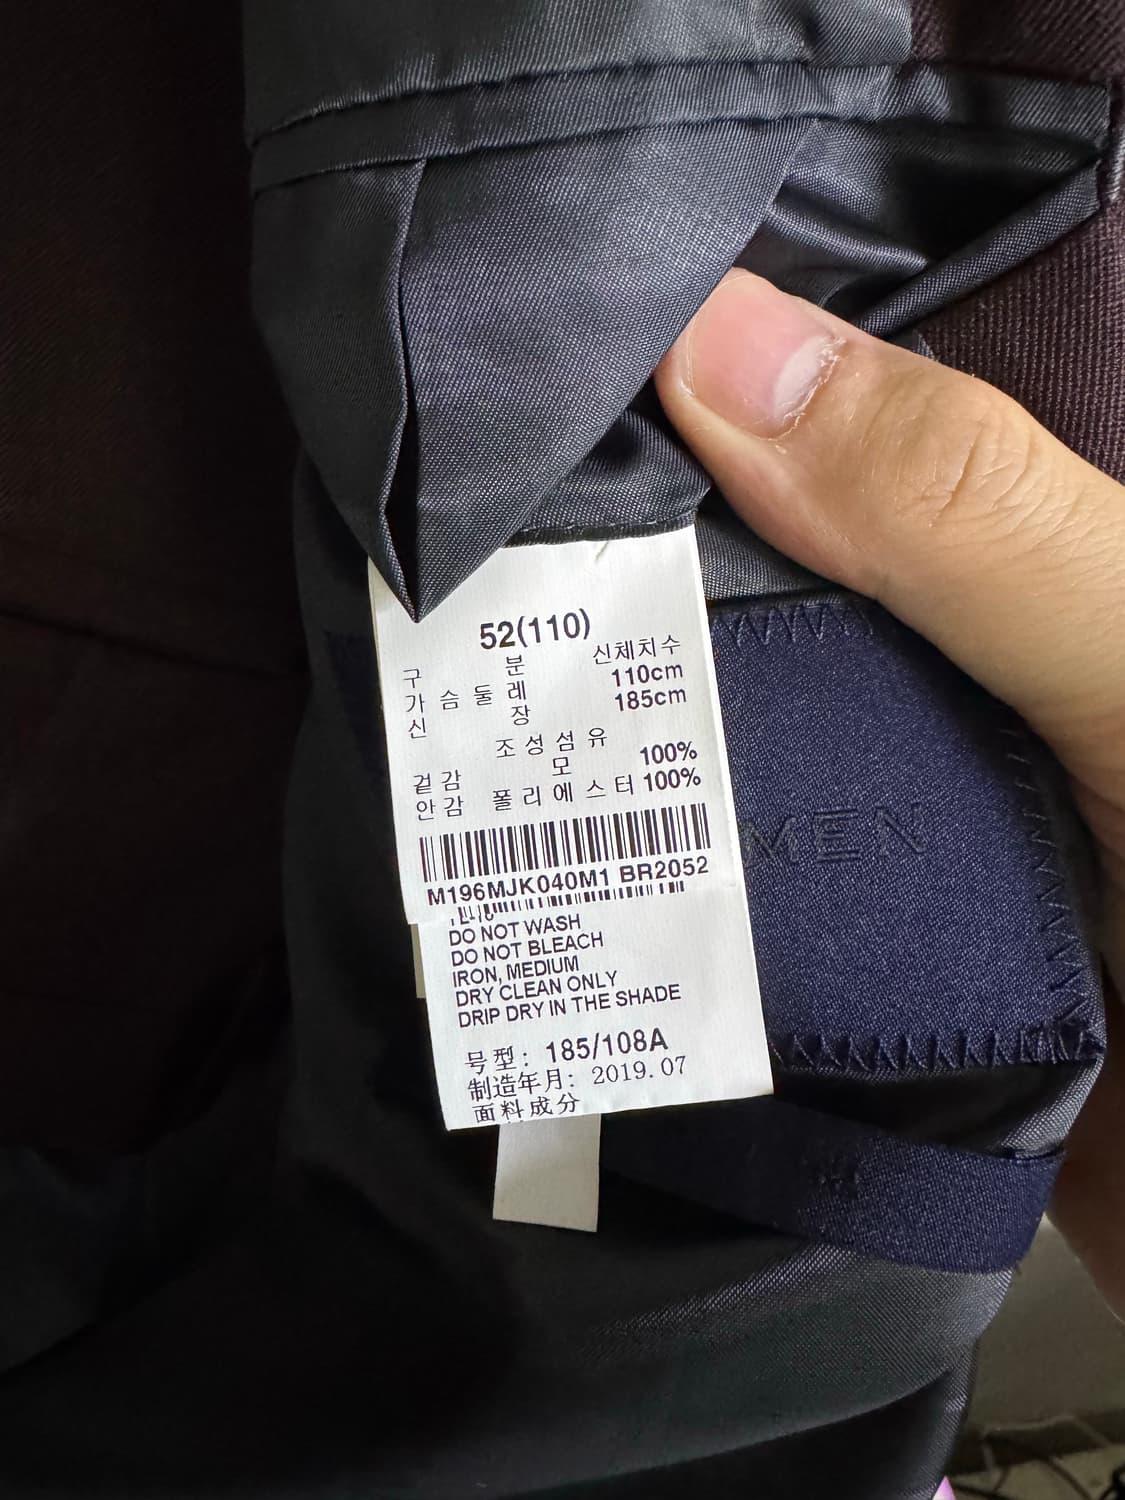 52(110)
구 분 신체치수
가 슴 둘 레 110cm
신 장 185cm
조성섬유
겉감 모 100%
안감 폴리에스터 100%
M196MJK040M1 BR2052
DO NOT WASH
DO NOT BLEACH
IRON, MEDIUM
DRY CLEAN ONLY
DRIP DRY IN THE SHADE
号型: 185/108A
制造年月: 2019.07
面料成分
MEN